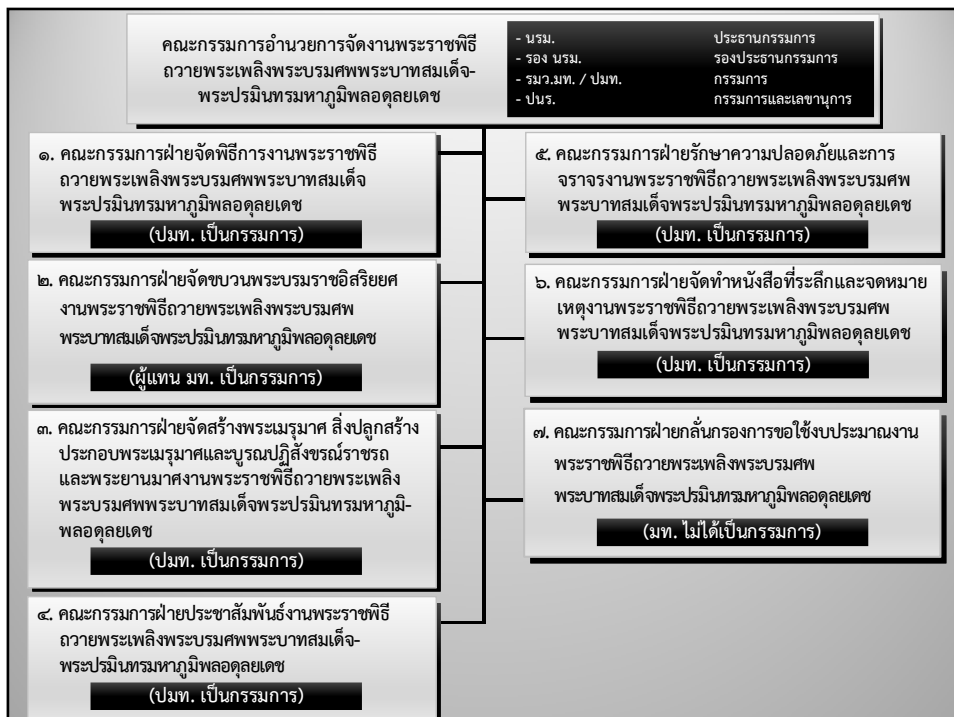 คณะกรรมการอำนวยการจัดงานพระราชพิธี
ถวายพระเพลิงพระบรมศพพระบาทสมเด็จ-
พระปรมินทรมหาภูมิพลอดุลยเดช
- นรม. ประธานกรรมการ
- รอง นรม. รองประธานกรรมการ
- รมว.มท. / ปมท. กรรมการ
- ปนร. กรรมการและเลขานุการ
๑. คณะกรรมการฝ่ายจัดพิธีการงานพระราชพิธี
ถวายพระเพลิงพระบรมศพพระบาทสมเด็จ
พระปรมินทรมหาภูมิพลอดุลยเดช
(ปมท. เป็นกรรมการ)
๒. คณะกรรมการฝ่ายจัดขบวนพระบรมราชอิสริยยศ
งานพระราชพิธีถวายพระเพลิงพระบรมศพ
พระบาทสมเด็จพระปรมินทรมหาภูมิพลอดุลยเดช
(ผู้แทน มท. เป็นกรรมการ)
๓. คณะกรรมการฝ่ายจัดสร้างพระเมรุมาศ สิ่งปลูกสร้าง
ประกอบพระเมรุมาศและบูรณปฏิสังขรณ์ราชรถ
และพระยานมาศงานพระราชพิธีถวายพระเพลิง
พระบรมศพพระบาทสมเด็จพระปรมินทรมหาภูมิ-
พลอดุลยเดช
(ปมท. เป็นกรรมการ)
๔. คณะกรรมการฝ่ายประชาสัมพันธ์งานพระราชพิธี
ถวายพระเพลิงพระบรมศพพระบาทสมเด็จ-
พระปรมินทรมหาภูมิพลอดุลยเดช
(ปมท. เป็นกรรมการ)
๕. คณะกรรมการฝ่ายรักษาความปลอดภัยและการ
จราจรงานพระราชพิธีถวายพระเพลิงพระบรมศพ
พระบาทสมเด็จพระปรมินทรมหาภูมิพลอดุลยเดช
(ปมท. เป็นกรรมการ)
๖. คณะกรรมการฝ่ายจัดทำหนังสือที่ระลึกและจดหมาย
เหตุงานพระราชพิธีถวายพระเพลิงพระบรมศพ
พระบาทสมเด็จพระปรมินทรมหาภูมิพลอดุลยเดช
(ปมท. เป็นกรรมการ)
๗. คณะกรรมการฝ่ายกลั่นกรองการขอใช้งบประมาณงาน
พระราชพิธีถวายพระเพลิงพระบรมศพ
พระบาทสมเด็จพระปรมินทรมหาภูมิพลอดุลยเดช
(มท. ไม่ได้เป็นกรรมการ)